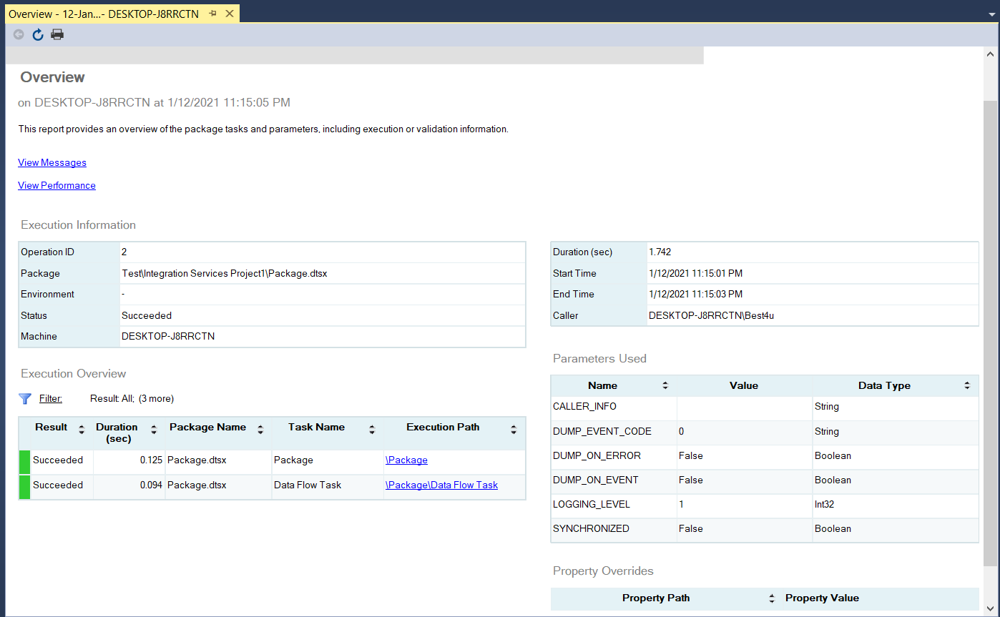 Overview - 12-Jan...- DESKTOP-J8RRCTN
Overview
on DESKTOP-J8RRCTN at 1/12/2021 11:15:05 PM
This report provides an overview of the package tasks and parameters, including execution or validation information.
View Messages
View Performance
Execution Information
Operation ID 2
Package Test\Integration Services Project1\Package.dtsx
Environment -
Status Succeeded
Machine DESKTOP-J8RRCTN
Duration (sec) 1.742
Start Time 1/12/2021 11:15:01 PM
End Time 1/12/2021 11:15:03 PM
Caller DESKTOP-J8RRCTN\Best4u
Execution Overview
Filter: Result: All; (3 more)
Result Duration (sec) Package Name Task Name Execution Path
Succeeded 0.125 Package.dtsx Package \Package
Succeeded 0.094 Package.dtsx Data Flow Task \Package\Data Flow Task
Parameters Used
Name Value Data Type
CALLER_INFO String
DUMP_EVENT_CODE 0 String
DUMP_ON_ERROR False Boolean
DUMP_ON_EVENT False Boolean
LOGGING_LEVEL 1 Int32
SYNCHRONIZED False Boolean
Property Overrides
Property Path Property Value